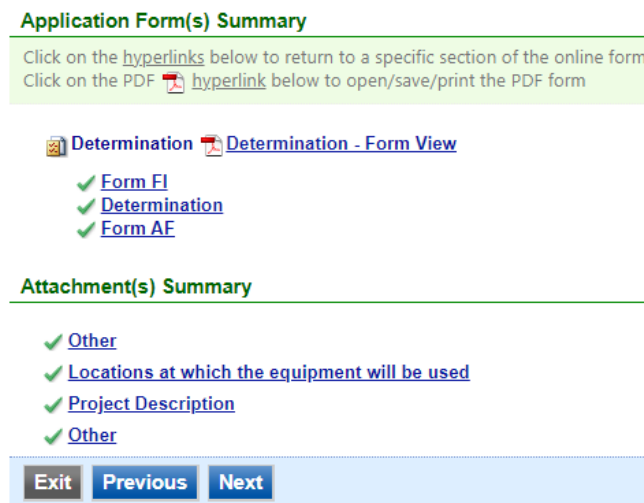 Application Form(s) Summary
Click on the hyperlinks below to return to a specific section of the online form
Click on the PDF hyperlink below to open/save/print the PDF form
Determination Determination - Form View
Form FI
Determination
Form AF
Attachment(s) Summary
Other
Locations at which the equipment will be used
Project Description
Other
Exit Previous Next